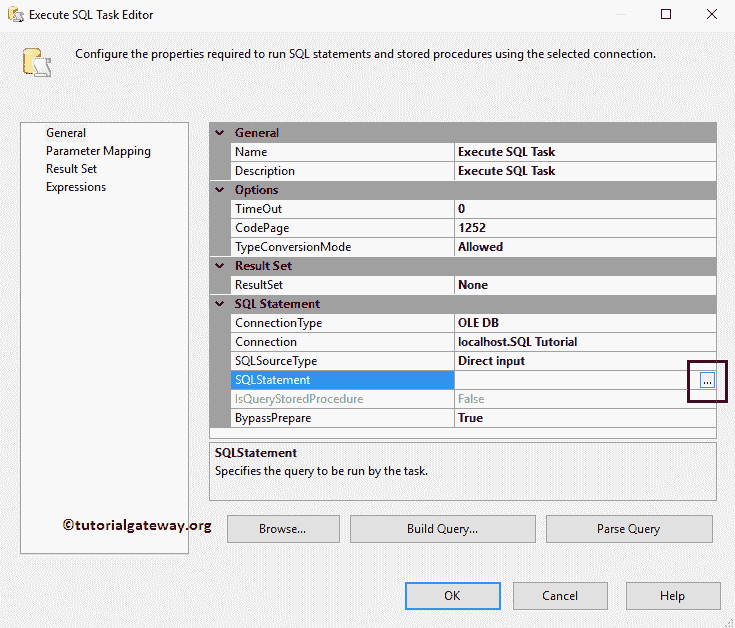 Execute SQL Task Editor
Configure the properties required to run SQL statements and stored procedures using the selected connection.
General
Parameter Mapping
Result Set
Expressions
General
Name Execute SQL Task
Description Execute SQL Task
Options
TimeOut 0
CodePage 1252
TypeConversionMode Allowed
Result Set
ResultSet None
SQL Statement
ConnectionType OLE DB
Connection localhost.SQL Tutorial
SQLSourceType Direct input
SQLStatement ...
IsQueryStoredProcedure False
BypassPrepare True
SQLStatement
Specifies the query to be run by the task.
©tutorialgateway.org
Browse... Build Query... Parse Query
OK Cancel Help